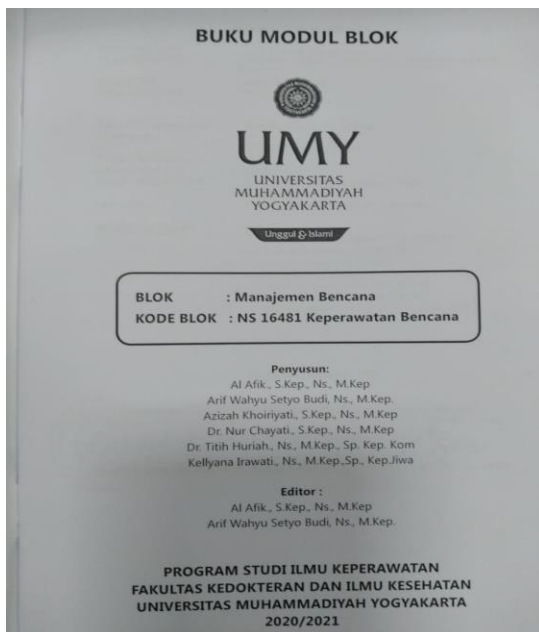 BUKU MODUL BLOK
UMY
UNIVERSITAS
MUHAMMADIYAH
YOGYAKARTA
Unggul & Islami
BLOK : Manajemen Bencana
KODE BLOK : NS 16481 Keperawatan Bencana
Penyusun:
Al Afik., S.Kep., Ns., M.Kep
Arif Wahyu Setyo Budi, Ns., M.Kep.
Azizah Khoiriyati., S.Kep., Ns., M.Kep
Dr. Nur Chayati., S.Kep., Ns., M.Kep
Dr. Titih Huriah., Ns., M.Kep., Sp. Kep. Kom
Kellyana Irawati., Ns., M.Kep.,Sp., Kep.Jiwa
Editor :
Al Afik., S.Kep., Ns., M.Kep
Arif Wahyu Setyo Budi, Ns., M.Kep.
PROGRAM STUDI ILMU KEPERAWATAN
FAKULTAS KEDOKTERAN DAN ILMU KESEHATAN
UNIVERSITAS MUHAMMADIYAH YOGYAKARTA
2020/2021